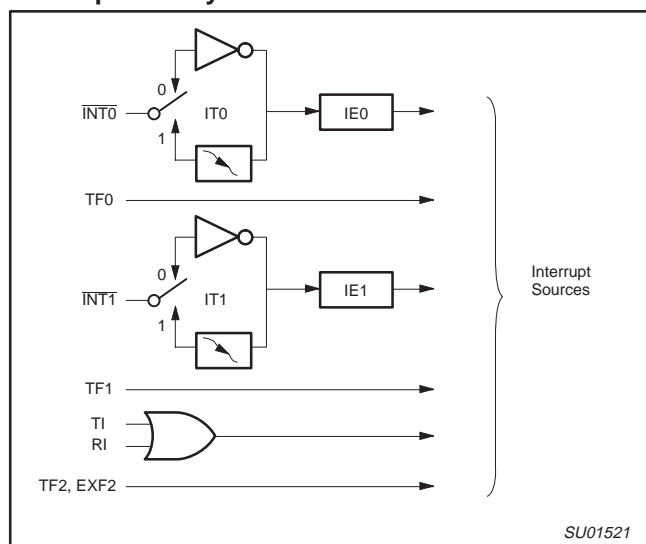 0
INT0
IT0
IE0
1
TF0
0
INT1
IT1
IE1
1
Interrupt
Sources
TF1
TI
RI
TF2, EXF2
SU01521